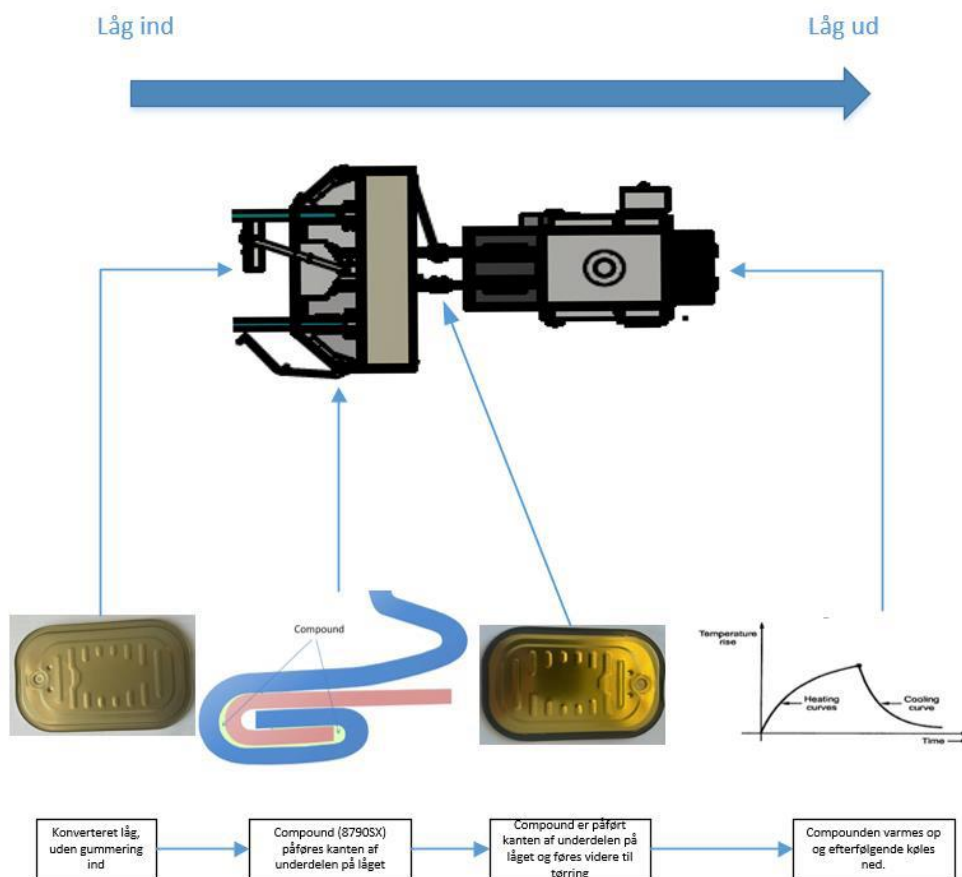 Låg ind
Låg ud
Compound
Temperature
rise
Heating
curves
Cooling
curve
Time
Konverteret låg,
uden gummering
ind
Compound (8790SX)
påføres kanten af
underdelen på låget
Compound er påført
kanten af underdelen på
låget og føres videre til
tørring
Compounden varmes op
og efterfølgende køles
ned.